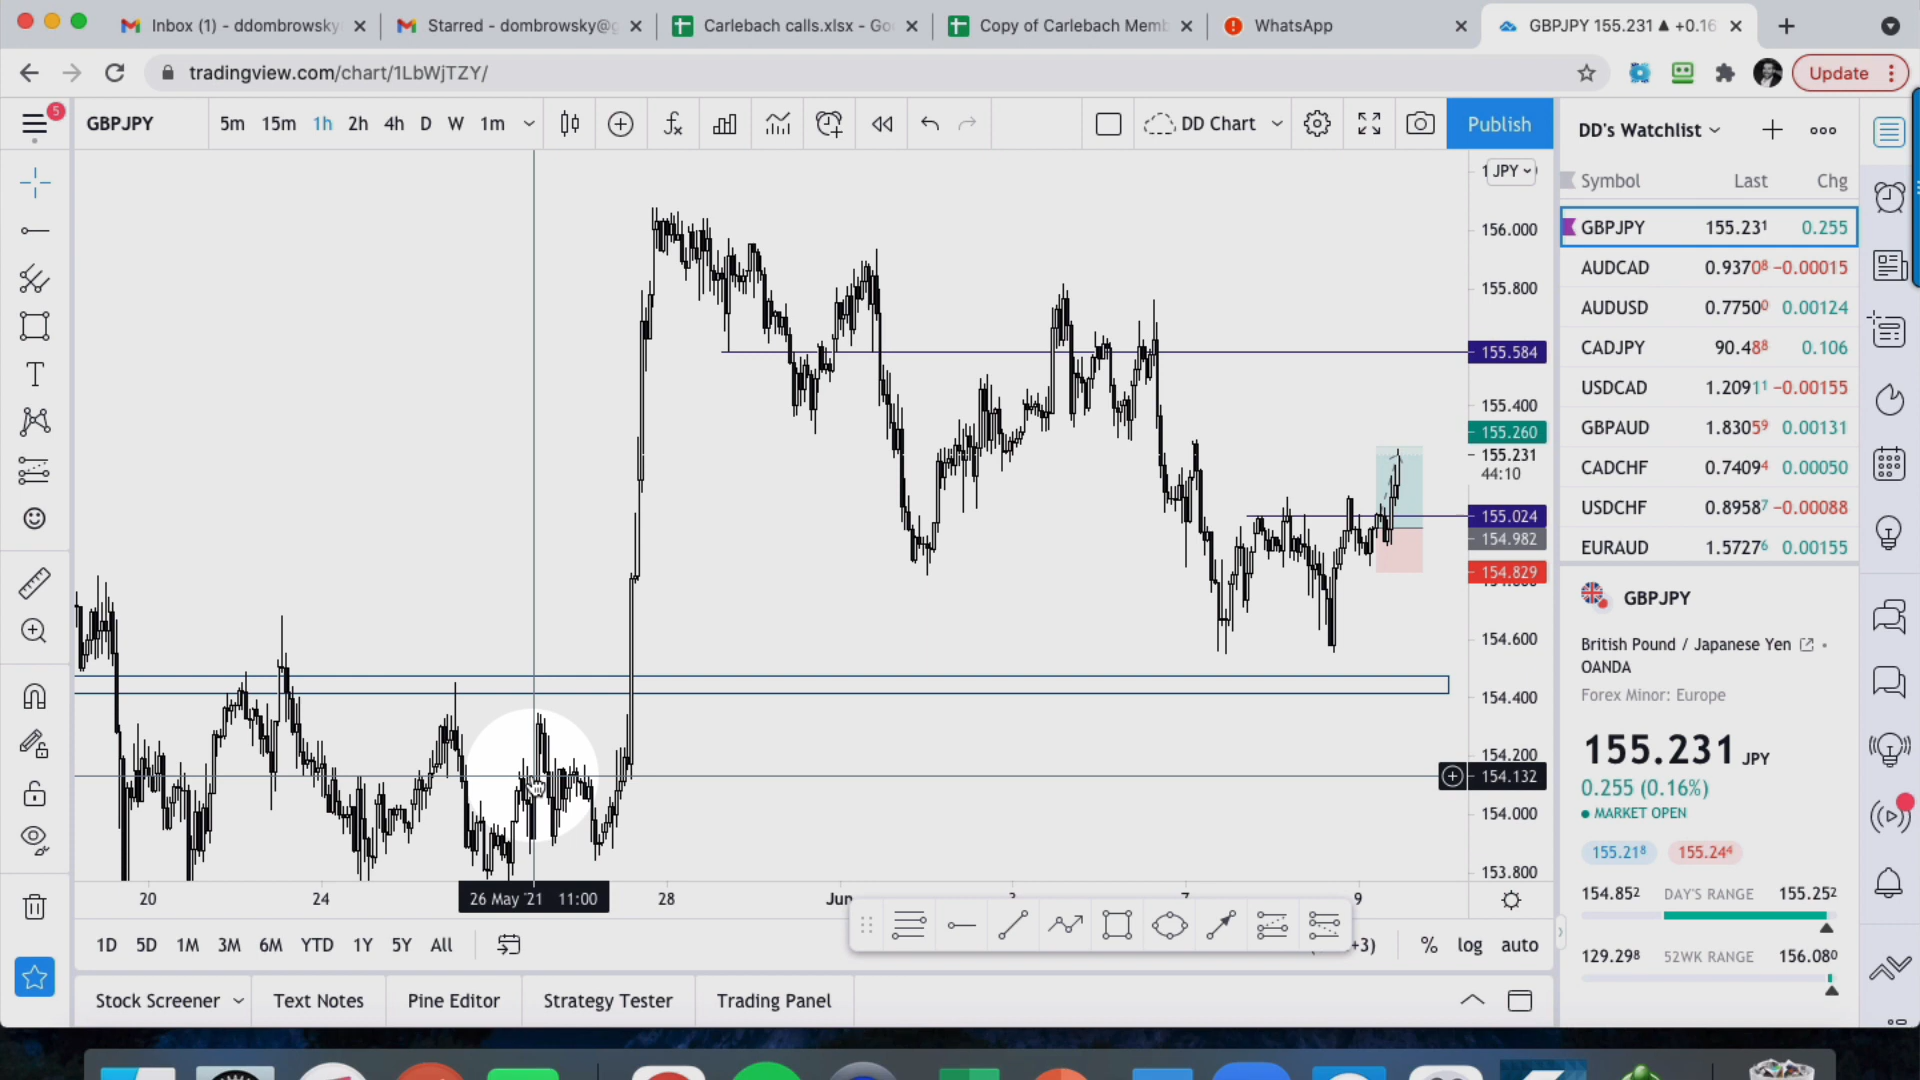 Inbox (1) - ddombrowsky
Starred - dombrowsky@g
Carlebach calls.xlsx - Go
Copy of Carlebach Memb
WhatsApp
GBPJPY 155.231 ▲ +0.16
tradingview.com/chart/1LbWjTZY/
Update
5
GBPJPY
5m 15m 1h 2h 4h D W 1m
DD Chart
Publish
DD's Watchlist
JPY
Symbol Last Chg
GBPJPY 155.231 0.255
AUDCAD 0.93708 −0.00015
AUDUSD 0.77500 0.00124
CADJPY 90.488 0.106
USDCAD 1.20911 −0.00155
GBPAUD 1.83059 0.00131
CADCHF 0.74094 0.00050
USDCHF 0.89587 −0.00088
EURAUD 1.57276 0.00155
156.000
155.800
155.584
155.400
155.260
155.231
44:10
155.024
154.982
154.829
154.600
154.400
154.200
154.132
154.000
153.800
GBPJPY
British Pound / Japanese Yen
OANDA
Forex Minor: Europe
155.231 JPY
0.255 (0.16%)
MARKET OPEN
155.218 155.244
154.852 DAY'S RANGE 155.252
129.298 52WK RANGE 156.080
20 24 26 May '21 11:00 28 Jun 3 7 9
1D 5D 1M 3M 6M YTD 1Y 5Y All
+3) % log auto
Stock Screener Text Notes Pine Editor Strategy Tester Trading Panel